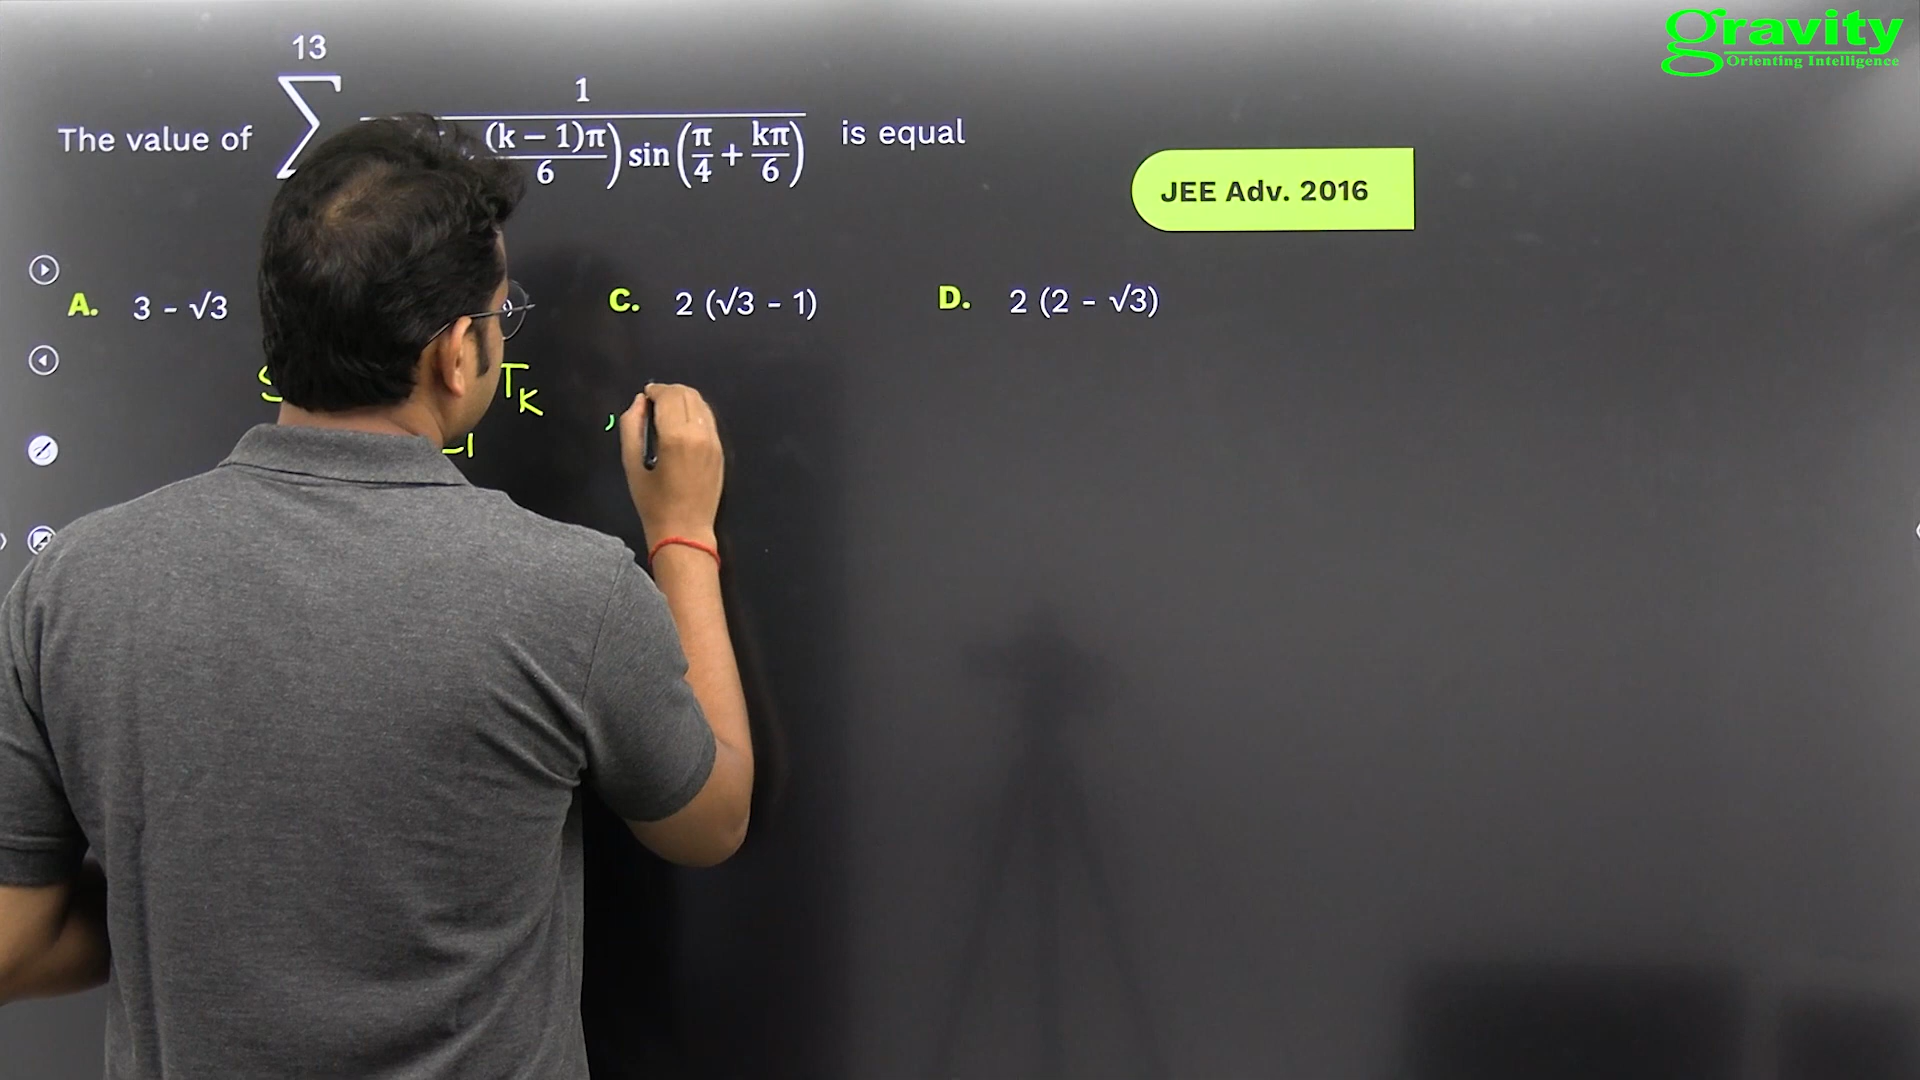 gravity
Orienting Intelligence
The value of 13 ∑ 1 / (k – 1)π / 6 ) sin ( π/4 + kπ/6 ) is equal
JEE Adv. 2016
A. 3 - √3 C. 2 (√3 - 1) D. 2 (2 - √3)
T K